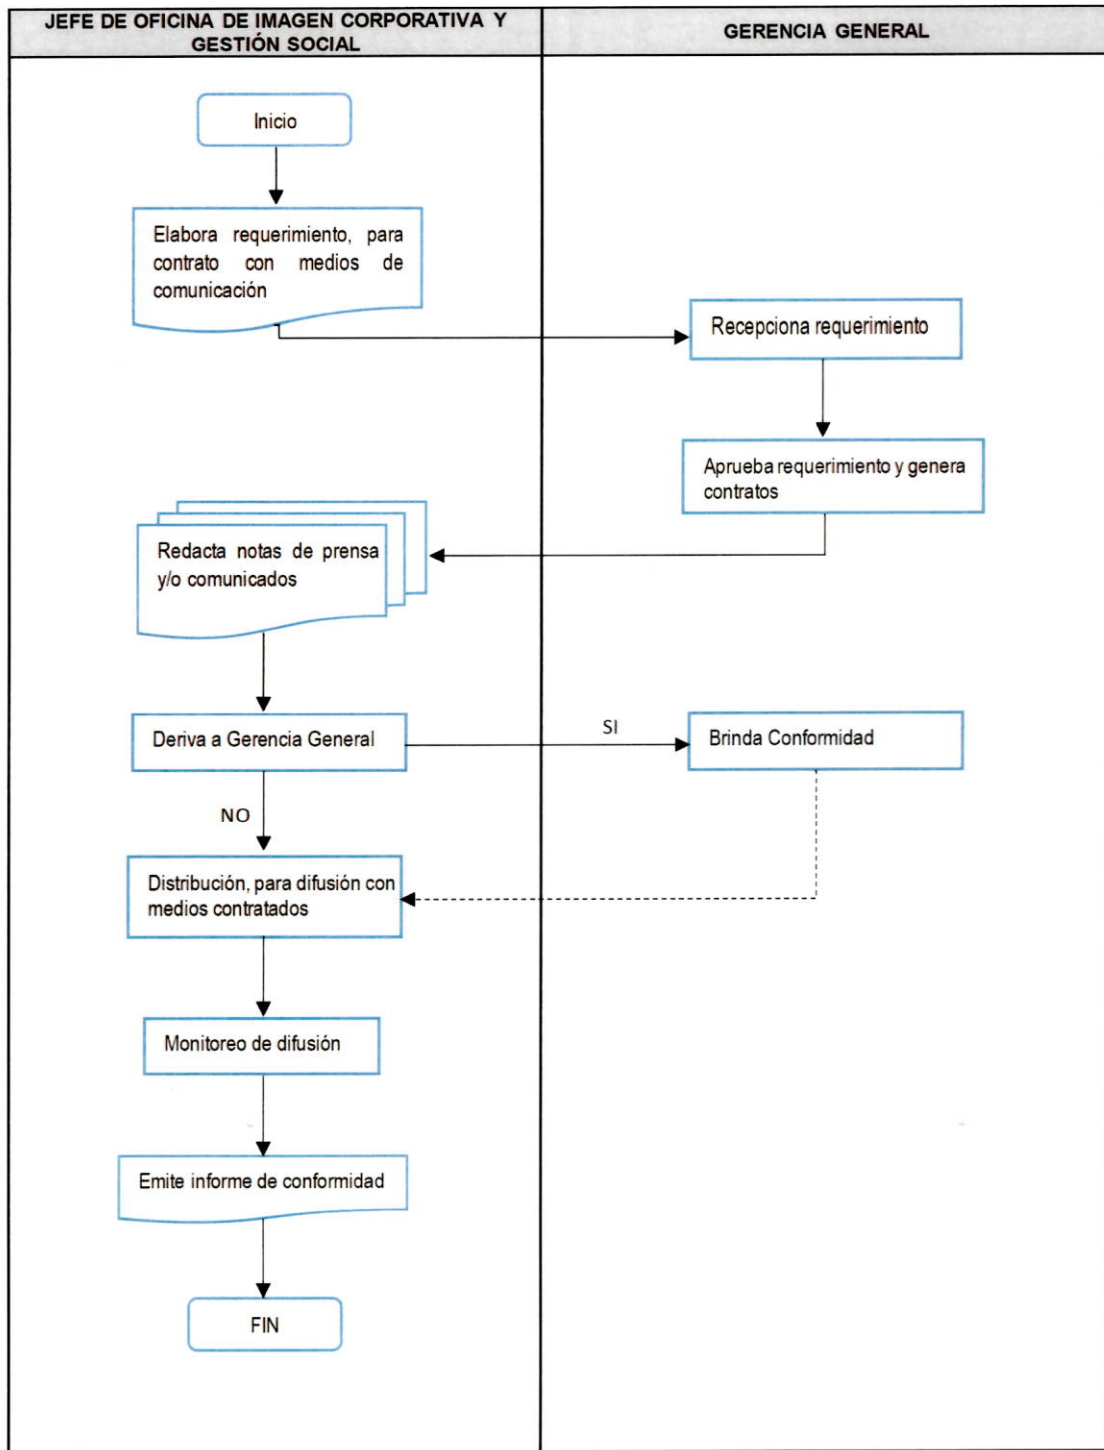 JEFE DE OFICINA DE IMAGEN CORPORATIVA Y
GESTIÓN SOCIAL
GERENCIA GENERAL
Inicio
Elabora requerimiento, para
contrato con medios de
comunicación
Recepciona requerimiento
Aprueba requerimiento y genera
contratos
Redacta notas de prensa
y/o comunicados
Deriva a Gerencia General
SI
Brinda Conformidad
NO
Distribución, para difusión con
medios contratados
Monitoreo de difusión
Emite informe de conformidad
FIN